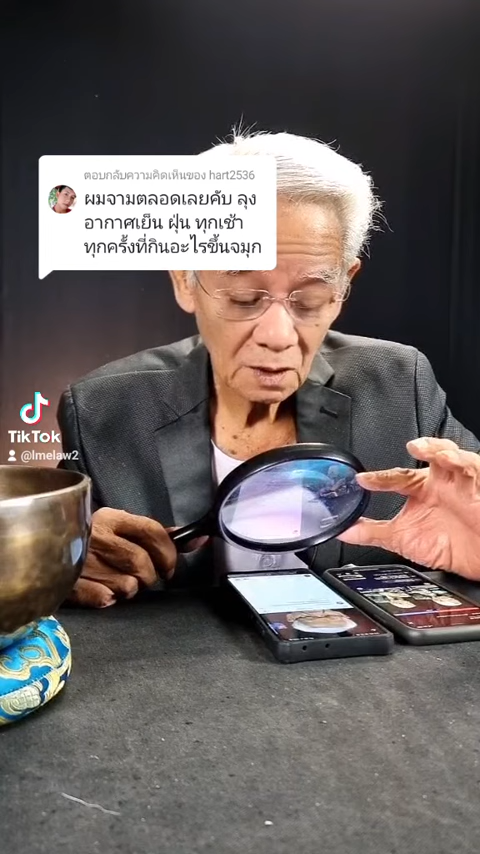 ตอบกลับความคิดเห็นของ hart2536
ผมจามตลอดเลยคับ ลุง
อากาศเย็น ฝุ่น ทุกเช้า
ทุกครั้งที่กินอะไรขึ้นจมูก
TikTok
@lmelaw2